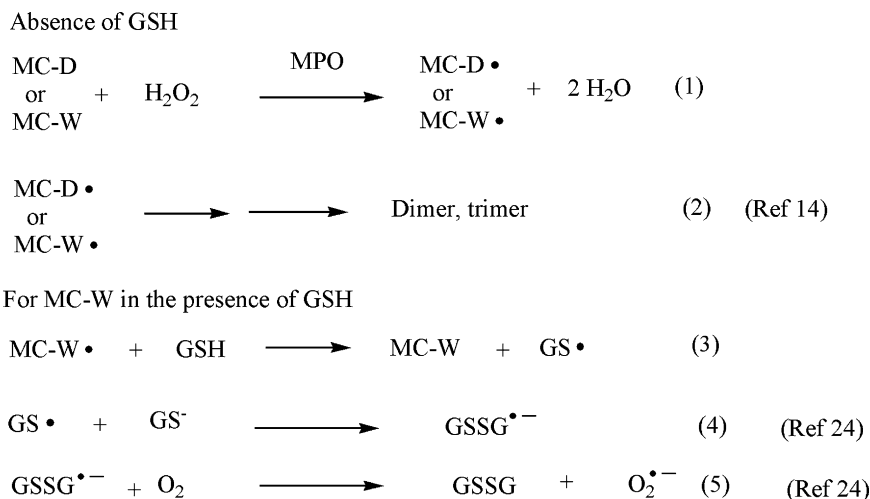 Absence of GSH
MPO
MC-D
or
MC-W
+ H₂O₂
MC-D •
or
MC-W •
+ 2 H₂O (1)
MC-D •
or
MC-W •
Dimer, trimer (2) (Ref 14)
For MC-W in the presence of GSH
MC-W • + GSH MC-W + GS • (3)
GS • + GS⁻ GSSG•⁻ (4) (Ref 24)
GSSG•⁻ + O₂ GSSG + O₂•⁻ (5) (Ref 24)